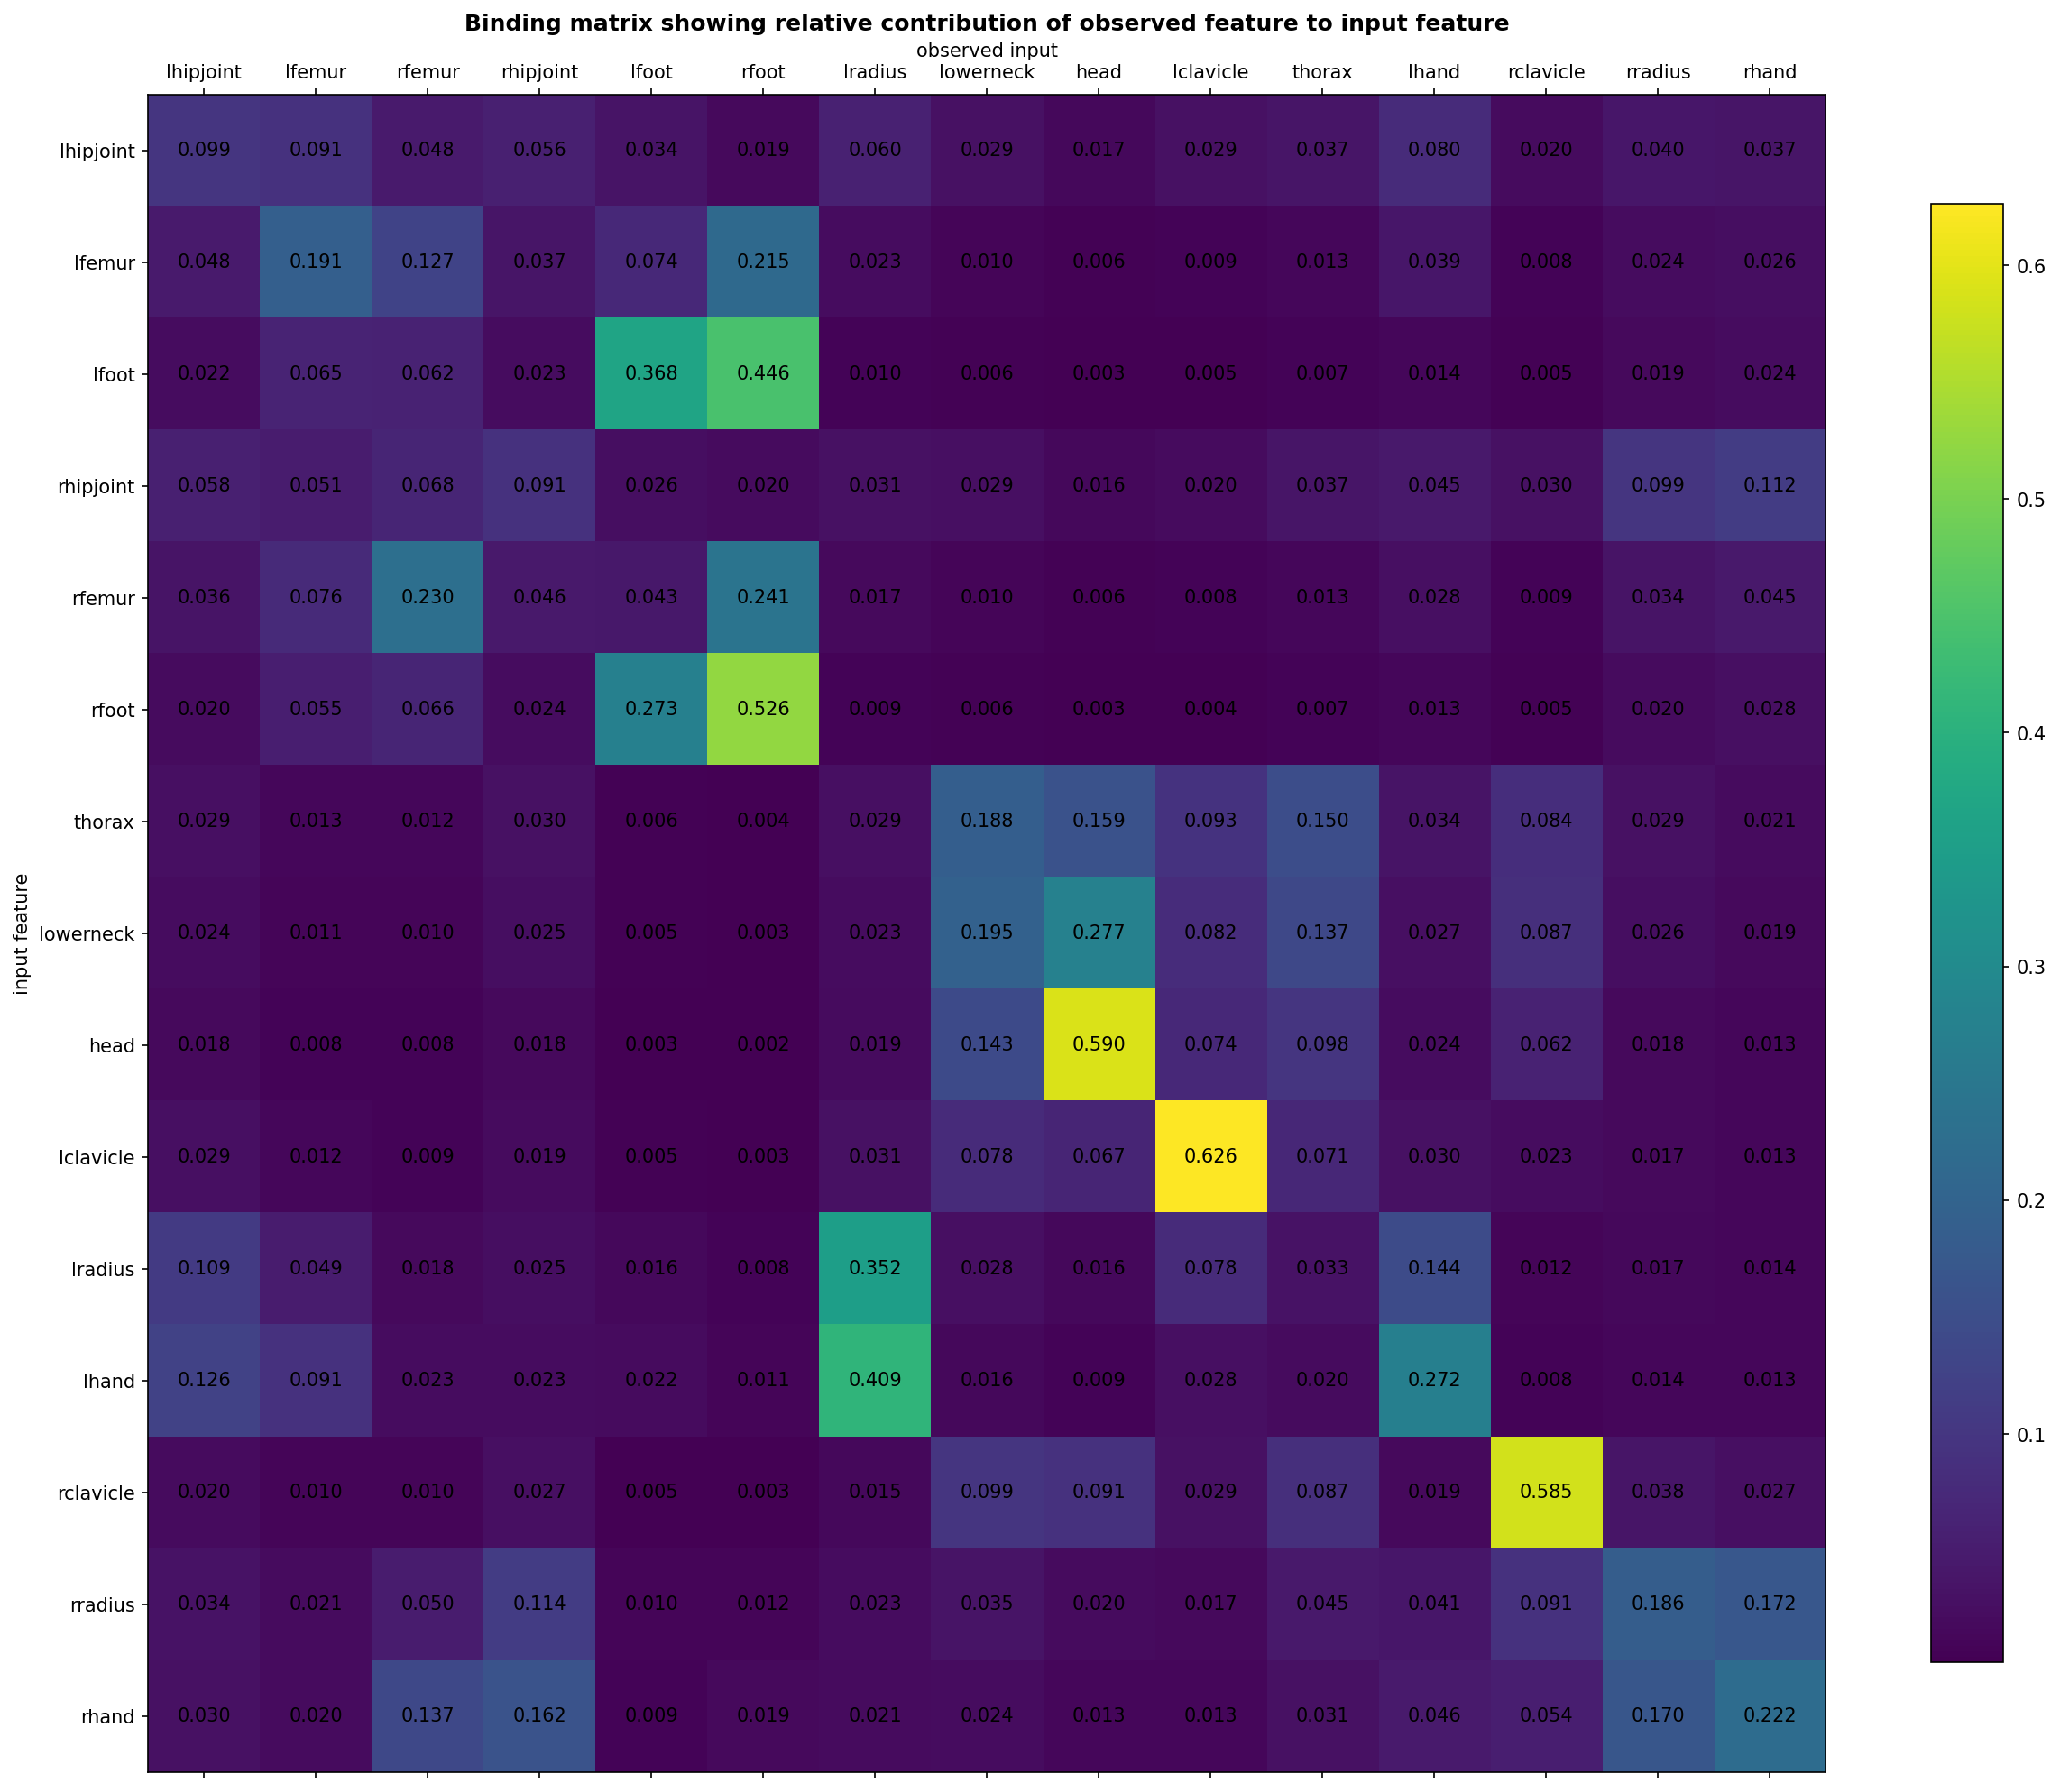 Binding matrix showing relative contribution of observed feature to input feature
observed input
lhipjoint lfemur rfemur rhipjoint lfoot rfoot lradius lowerneck head lclavicle thorax lhand rclavicle rradius rhand
lhipjoint 0.099 0.091 0.048 0.056 0.034 0.019 0.060 0.029 0.017 0.029 0.037 0.080 0.020 0.040 0.037
lfemur 0.048 0.191 0.127 0.037 0.074 0.215 0.023 0.010 0.006 0.009 0.013 0.039 0.008 0.024 0.026
lfoot 0.022 0.065 0.062 0.023 0.368 0.446 0.010 0.006 0.003 0.005 0.007 0.014 0.005 0.019 0.024
rhipjoint 0.058 0.051 0.068 0.091 0.026 0.020 0.031 0.029 0.016 0.020 0.037 0.045 0.030 0.099 0.112
rfemur 0.036 0.076 0.230 0.046 0.043 0.241 0.017 0.010 0.006 0.008 0.013 0.028 0.009 0.034 0.045
rfoot 0.020 0.055 0.066 0.024 0.273 0.526 0.009 0.006 0.003 0.004 0.007 0.013 0.005 0.020 0.028
thorax 0.029 0.013 0.012 0.030 0.006 0.004 0.029 0.188 0.159 0.093 0.150 0.034 0.084 0.029 0.021
lowerneck 0.024 0.011 0.010 0.025 0.005 0.003 0.023 0.195 0.277 0.082 0.137 0.027 0.087 0.026 0.019
head 0.018 0.008 0.008 0.018 0.003 0.002 0.019 0.143 0.590 0.074 0.098 0.024 0.062 0.018 0.013
lclavicle 0.029 0.012 0.009 0.019 0.005 0.003 0.031 0.078 0.067 0.626 0.071 0.030 0.023 0.017 0.013
lradius 0.109 0.049 0.018 0.025 0.016 0.008 0.352 0.028 0.016 0.078 0.033 0.144 0.012 0.017 0.014
lhand 0.126 0.091 0.023 0.023 0.022 0.011 0.409 0.016 0.009 0.028 0.020 0.272 0.008 0.014 0.013
rclavicle 0.020 0.010 0.010 0.027 0.005 0.003 0.015 0.099 0.091 0.029 0.087 0.019 0.585 0.038 0.027
rradius 0.034 0.021 0.050 0.114 0.010 0.012 0.023 0.035 0.020 0.017 0.045 0.041 0.091 0.186 0.172
rhand 0.030 0.020 0.137 0.162 0.009 0.019 0.021 0.024 0.013 0.013 0.031 0.046 0.054 0.170 0.222
input feature
0.6
0.5
0.4
0.3
0.2
0.1